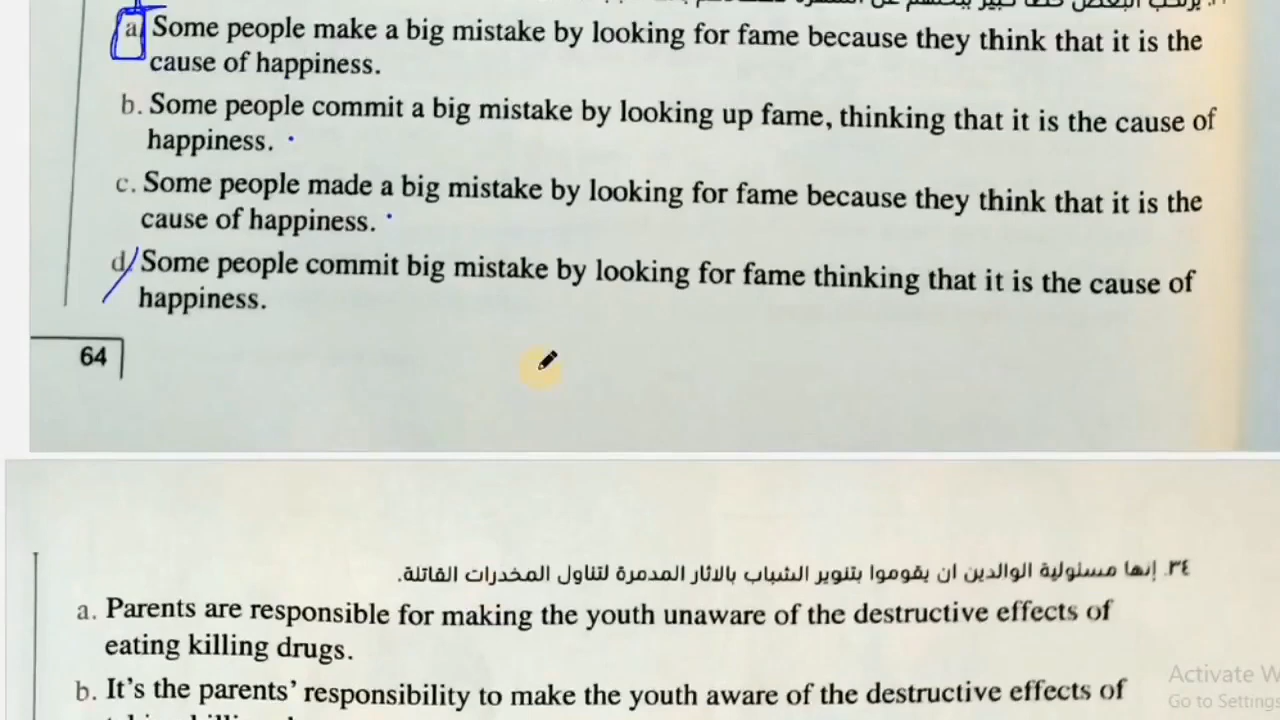 a. Some people make a big mistake by looking for fame because they think that it is the
cause of happiness.
b. Some people commit a big mistake by looking up fame, thinking that it is the cause of
happiness.
c. Some people made a big mistake by looking for fame because they think that it is the
cause of happiness.
d. Some people commit big mistake by looking for fame thinking that it is the cause of
happiness.
64
٣٤. إنها مسئولية الوالدين ان يقوموا بتنوير الشباب بالاثار المدمرة لتناول المخدرات القاتلة.
a. Parents are responsible for making the youth unaware of the destructive effects of
eating killing drugs.
b. It's the parents' responsibility to make the youth aware of the destructive effects of
Activate W
Go to Settings